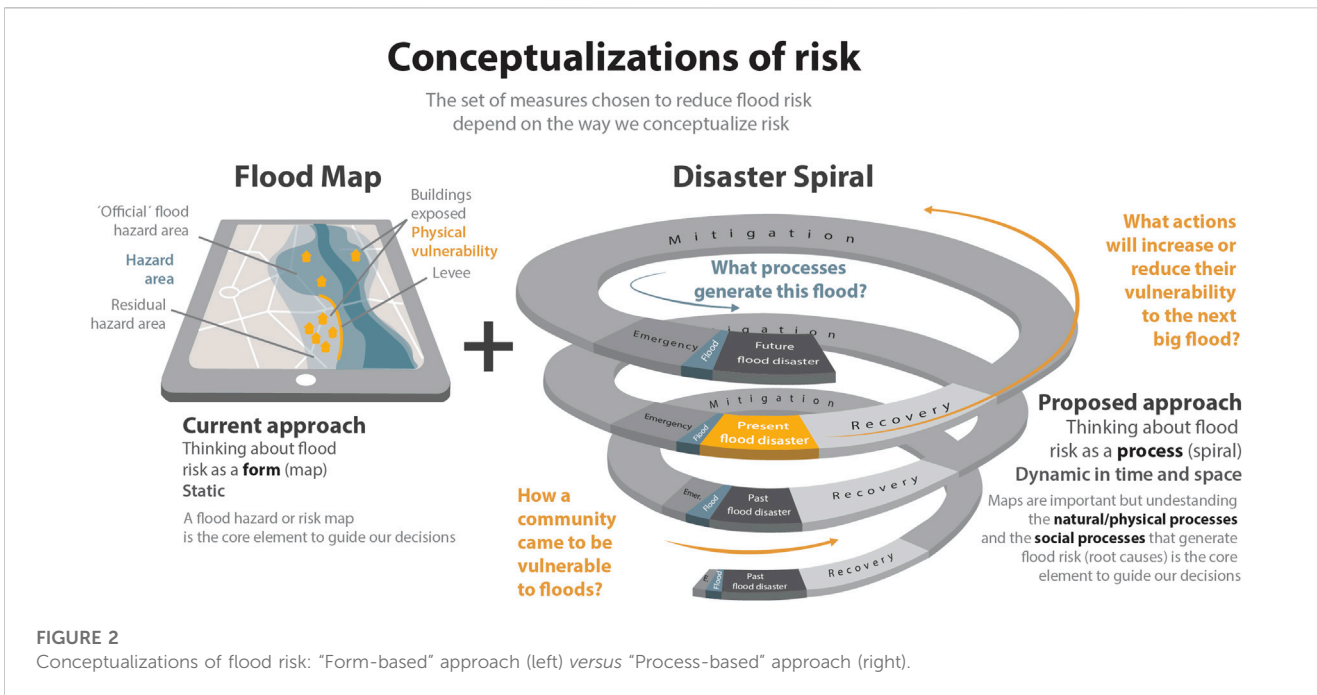 Conceptualizations of risk
The set of measures chosen to reduce flood risk
depend on the way we conceptualize risk
Flood Map
´Official´ flood
hazard area
Hazard
area
Residual
hazard area
Buildings
exposed
Physical
vulnerability
Levee
Current approach
Thinking about flood
risk as a form (map)
Static
A flood hazard or risk map
is the core element to guide our decisions
+
Disaster Spiral
Mitigation
What processes
generate this flood?
itigation
Emergency
Flood
Future
flood disaster
Mitigation
Emergency
Flood
Present
flood disaster
Recovery
Emer.
Flood
Past
flood disaster
Recovery
E
Flood
Past
flood disaster
Recovery
How a
community
came to be
vulnerable
to floods?
What actions
will increase or
reduce their
vulnerability
to the next
big flood?
Proposed approach
Thinking about flood
risk as a process (spiral)
Dynamic in time and space
Maps are important but undestanding
the natural/physical processes
and the social processes that generate
flood risk (root causes) is the core
element to guide our decisions
FIGURE 2
Conceptualizations of flood risk: “Form-based” approach (left) versus “Process-based” approach (right).